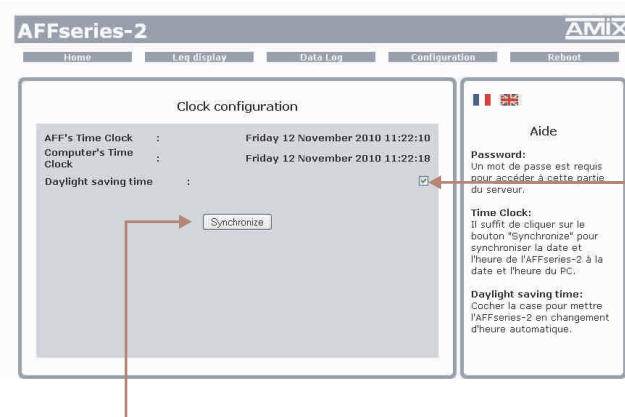 AFFseries-2
AMiX
Home Leq display Data Log Configuration Reboot
Clock configuration
AFF's Time Clock : Friday 12 November 2010 11:22:10
Computer's Time
Clock : Friday 12 November 2010 11:22:18
Daylight saving time :
Synchronize
Aide
Password:
Un mot de passe est requis
pour accéder à cette partie
du serveur.
Time Clock:
Il suffit de cliquer sur le
bouton "Synchronize" pour
synchroniser la date et
l'heure de l'AFFseries-2 à la
date et l'heure du PC.
Daylight saving time:
Cocher la case pour mettre
l'AFFseries-2 en changement
d'heure automatique.